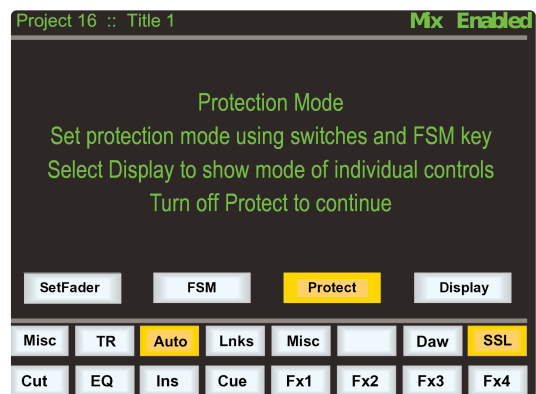 Project 16 :: Title 1 Mix Enabled
Protection Mode
Set protection mode using switches and FSM key
Select Display to show mode of individual controls
Turn off Protect to continue
SetFader FSM Protect Display
Misc TR Auto Lnks Misc Daw SSL
Cut EQ Ins Cue Fx1 Fx2 Fx3 Fx4